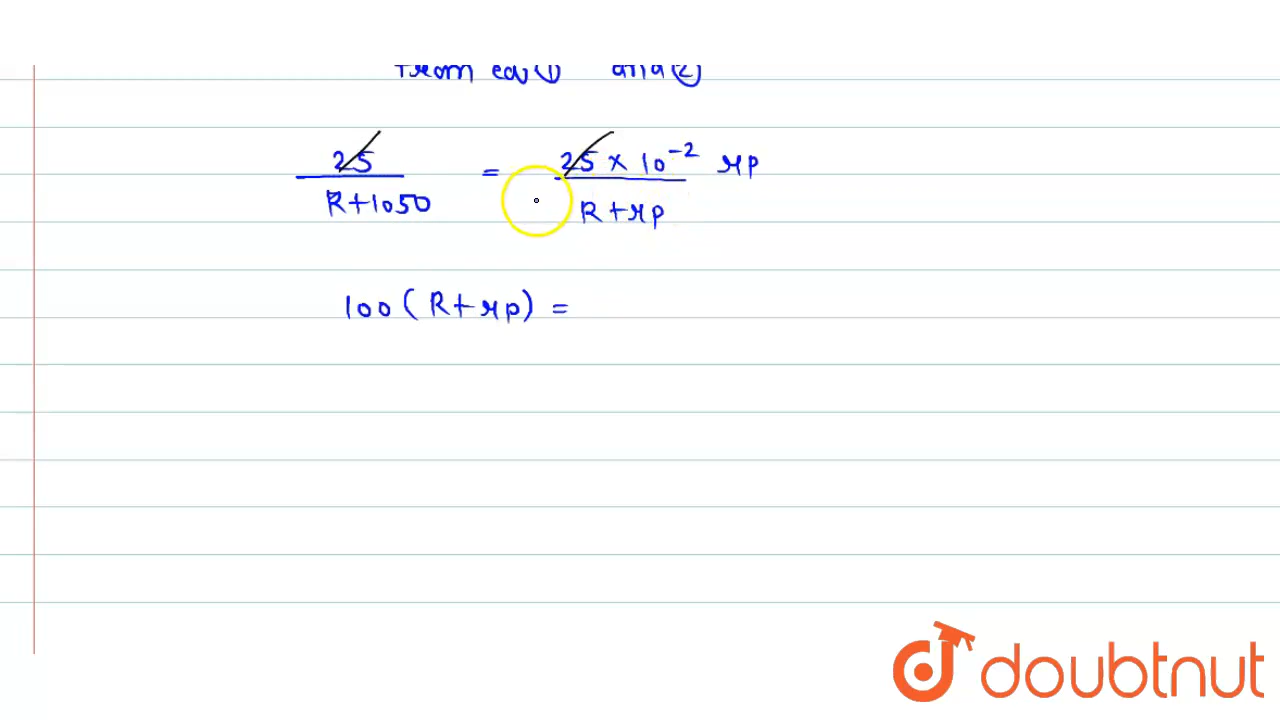 from eq (1) and (2)
25 / R+1050 = 25 × 10⁻² rp / R+rp
100 (R+rp) =
doubtnut